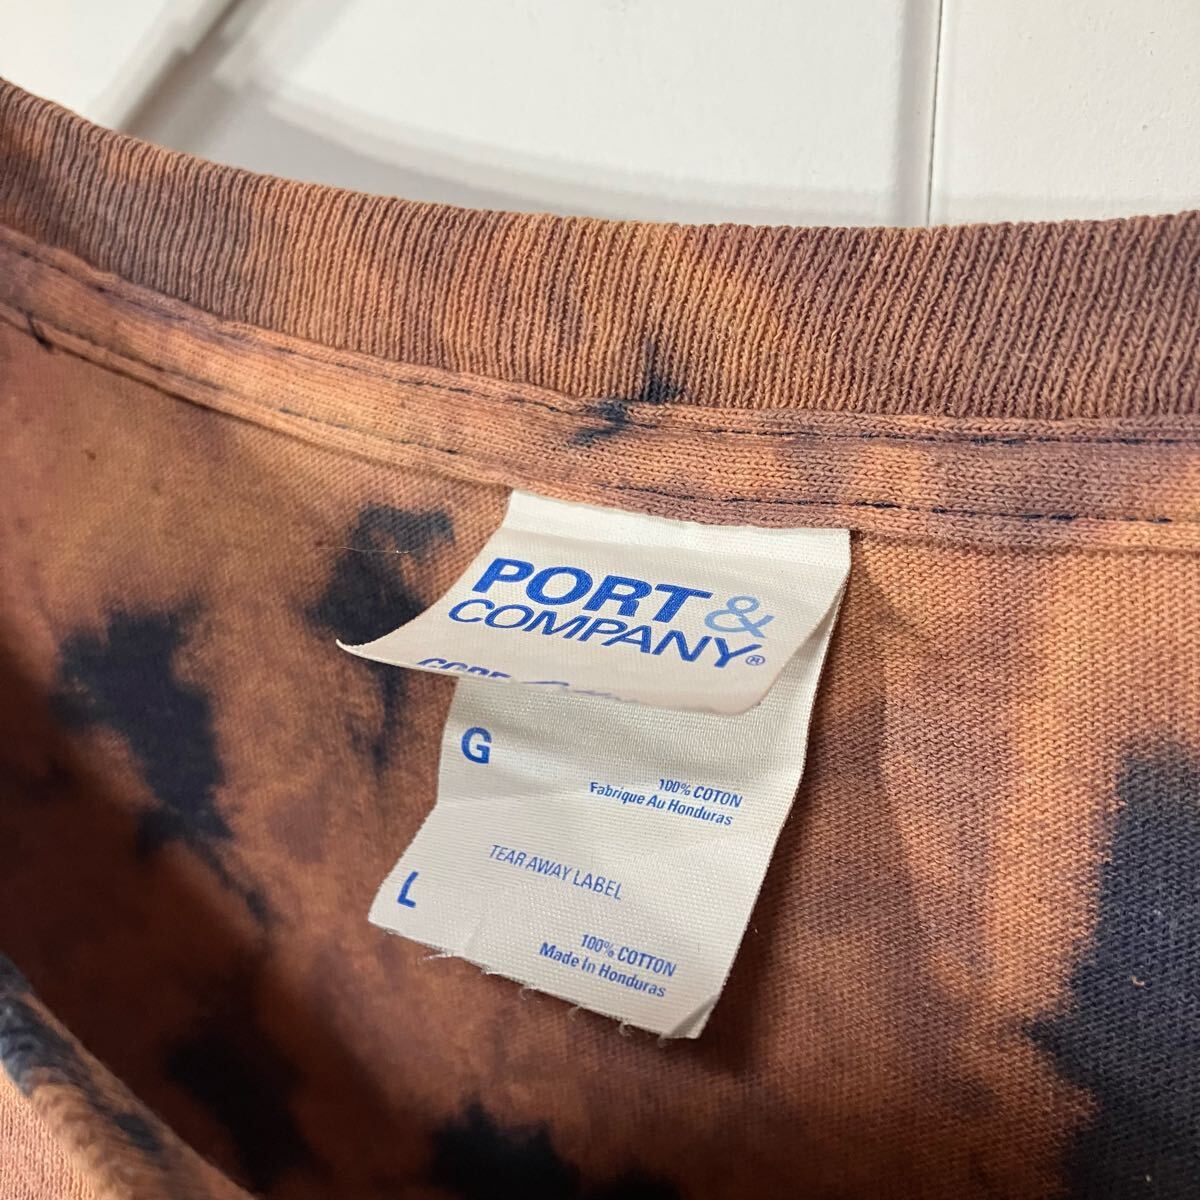 PORT &
COMPANY®
G
100% COTON
Fabrique Au Honduras
TEAR AWAY LABEL
L
100% COTTON
Made In Honduras